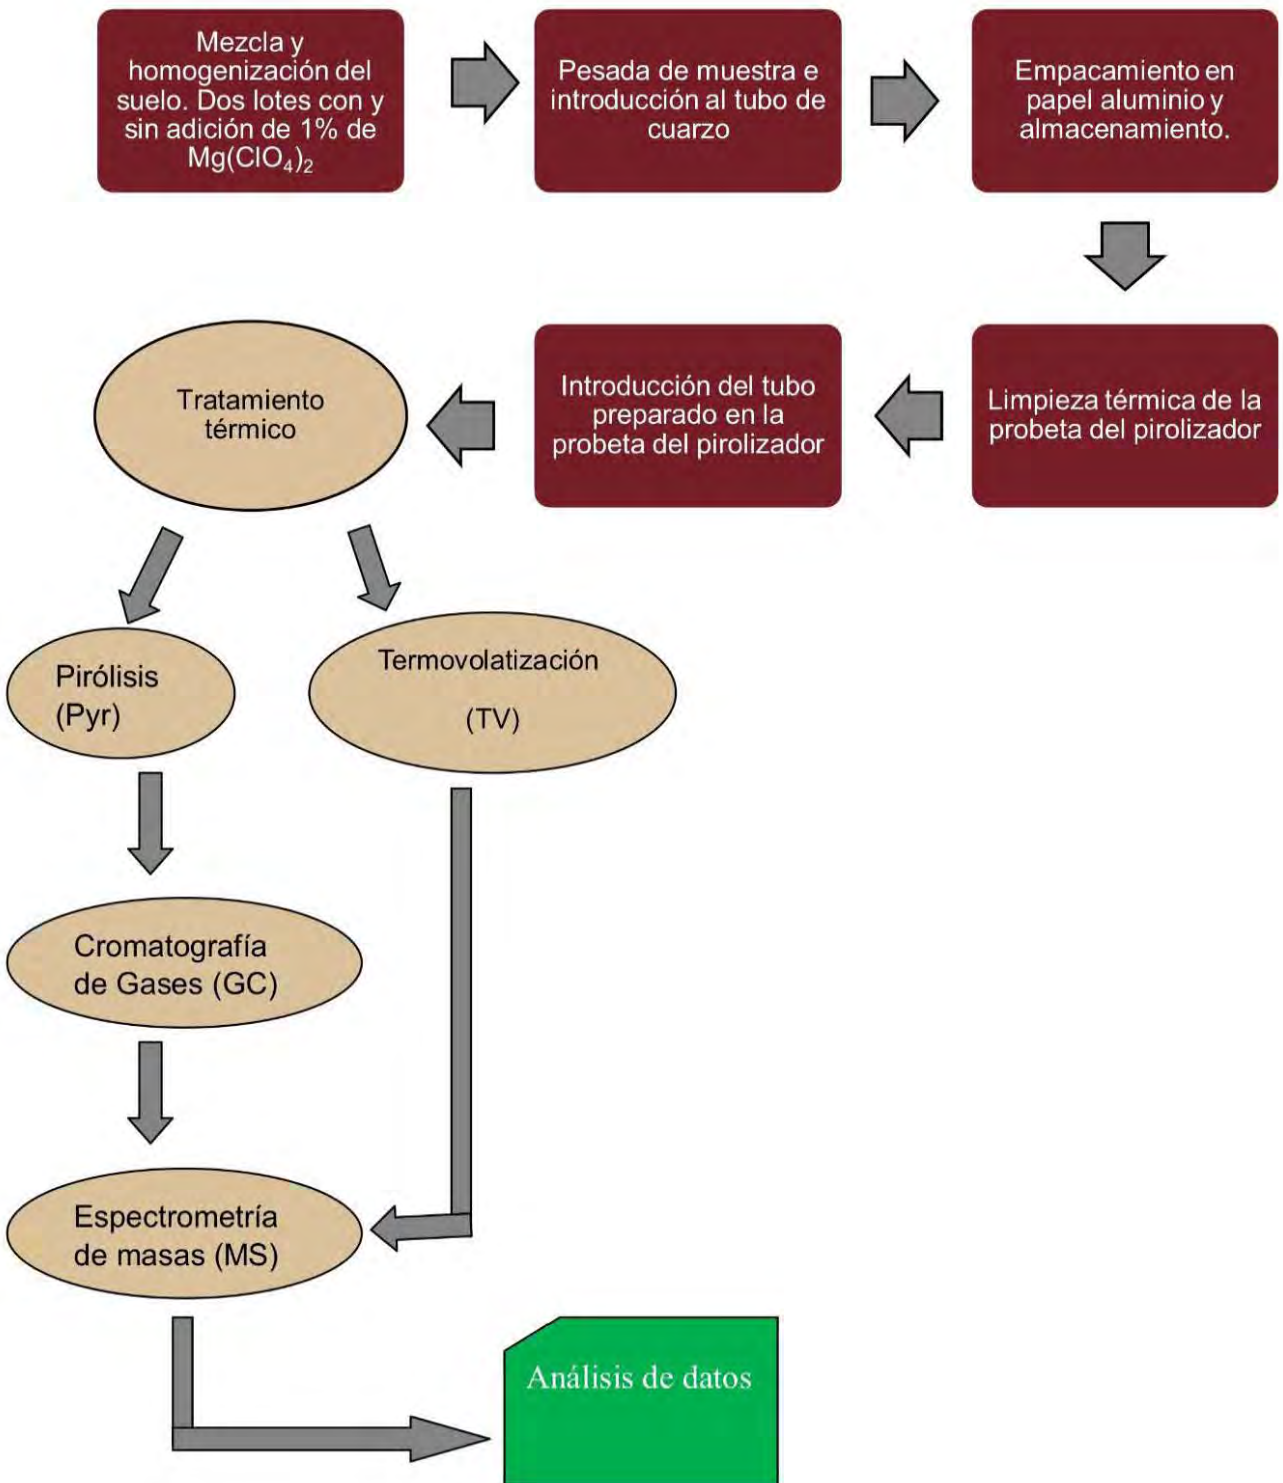 Mezcla y
homogenización del
suelo. Dos lotes con y
sin adición de 1% de
Mg(ClO₄)₂
Pesada de muestra e
introducción al tubo de
cuarzo
Empacamiento en
papel aluminio y
almacenamiento.
Limpieza térmica de la
probeta del pirolizador
Introducción del tubo
preparado en la
probeta del pirolizador
Tratamiento
térmico
Pirólisis
(Pyr)
Termovolatización
(TV)
Cromatografía
de Gases (GC)
Espectrometría
de masas (MS)
Análisis de datos